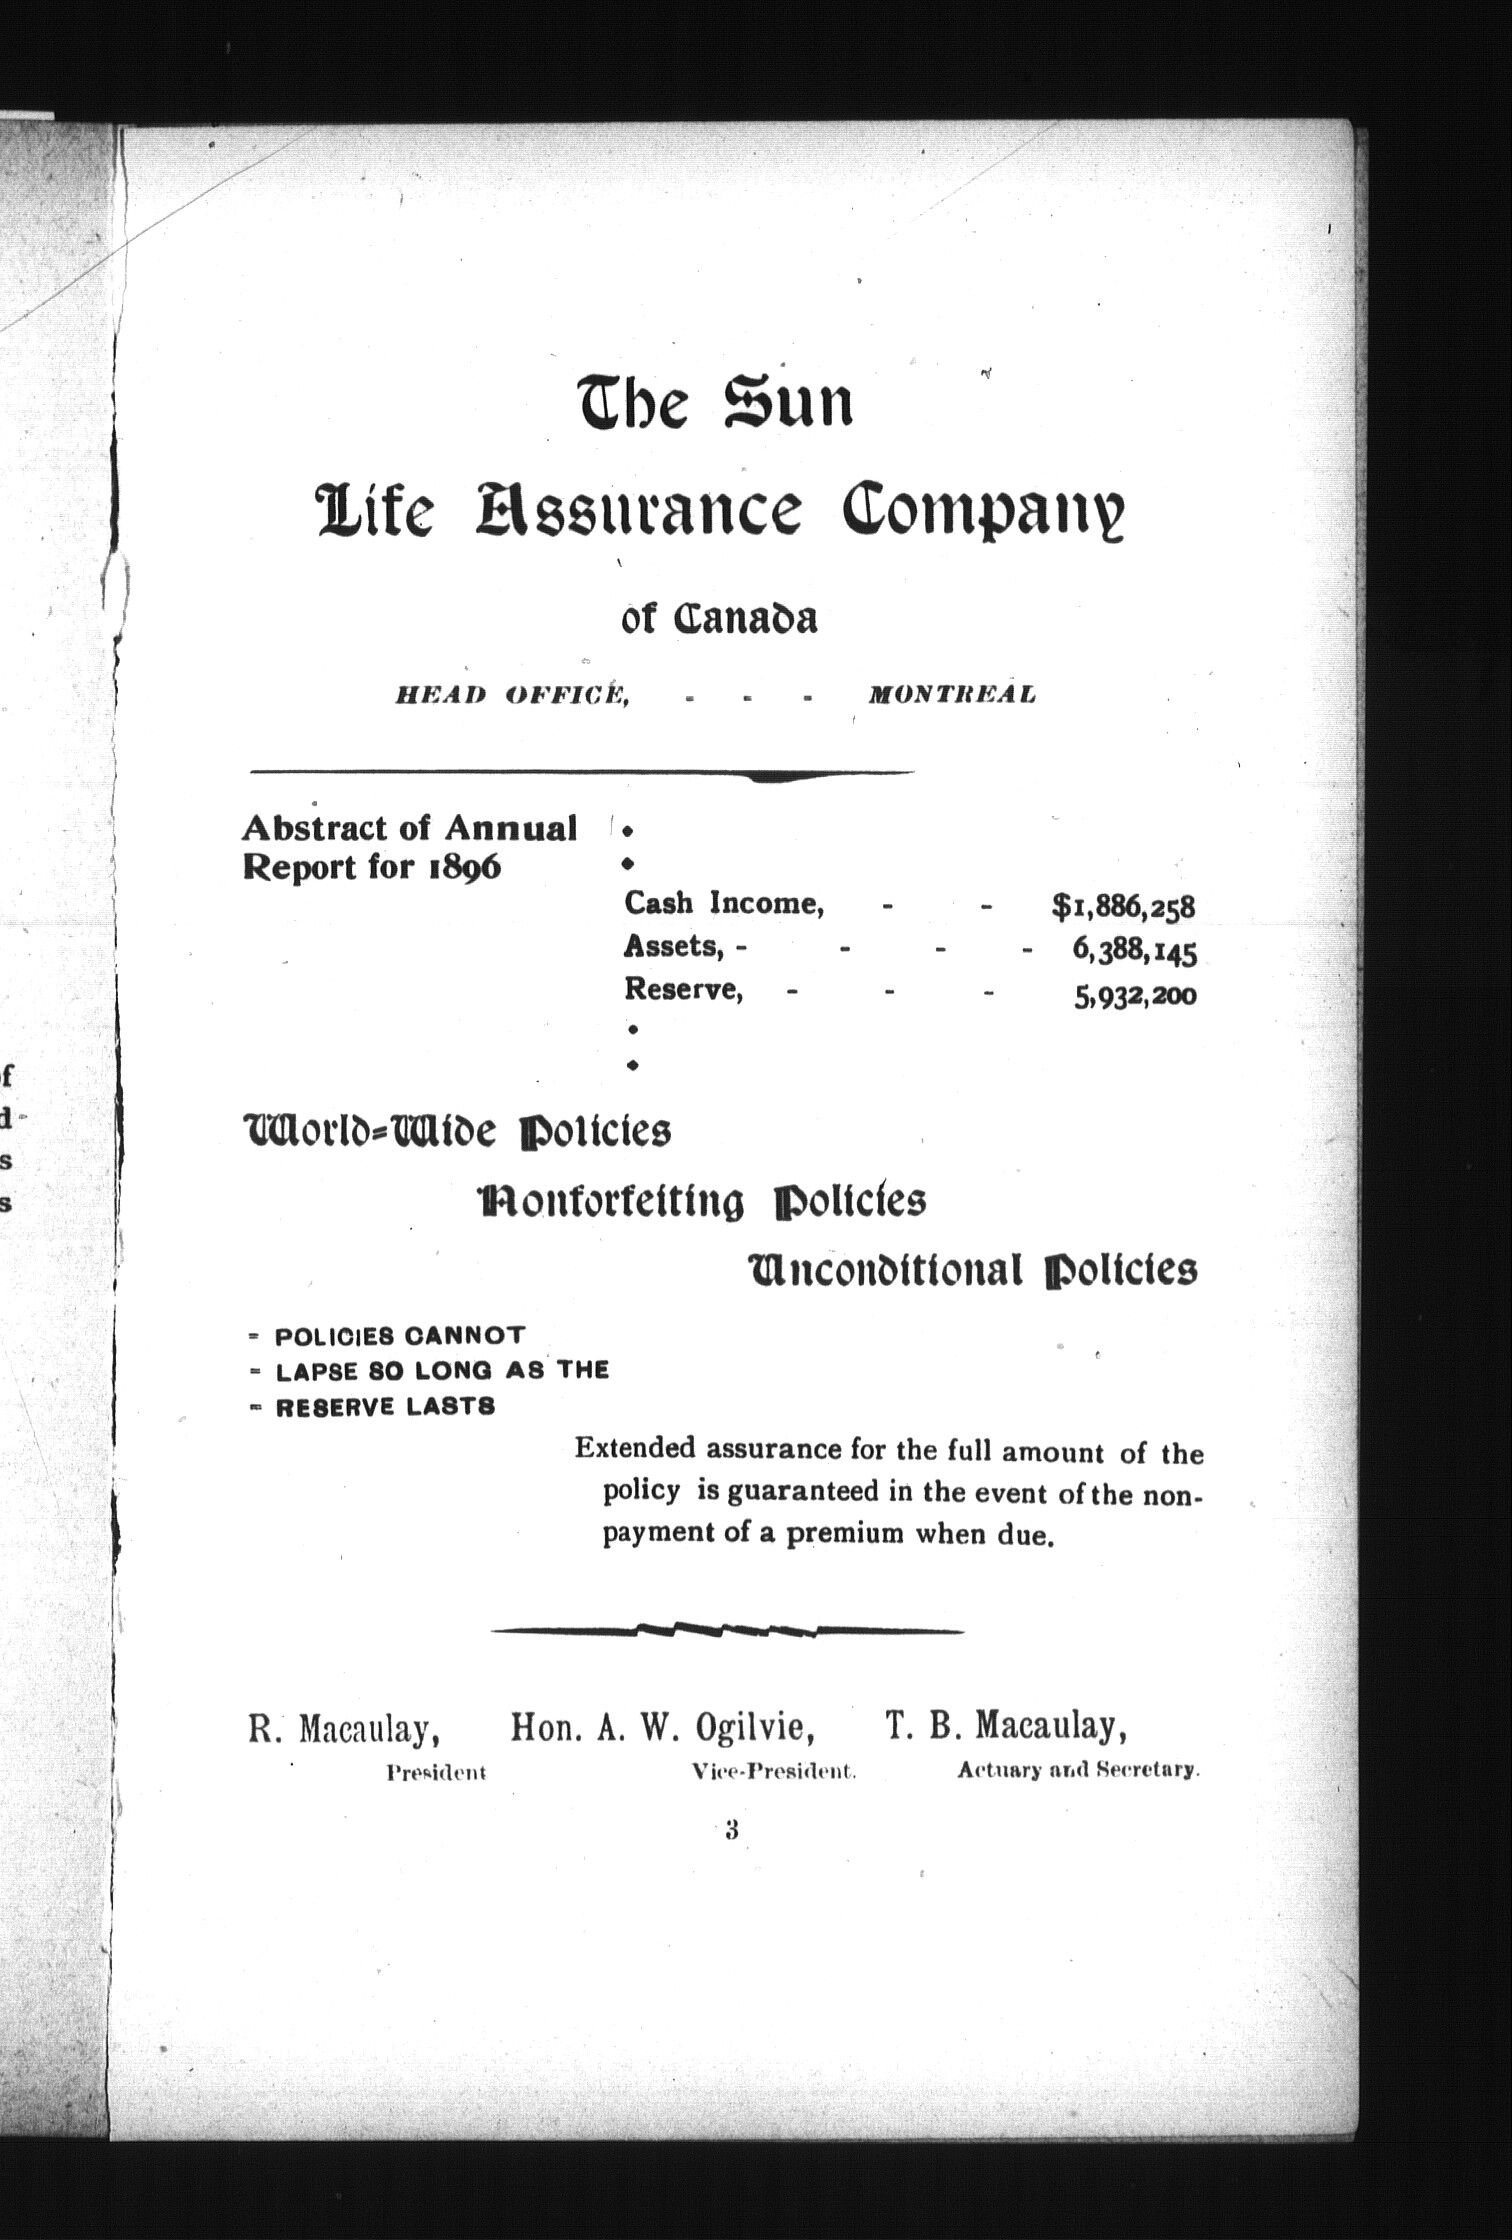 The Sun
Life Assurance Company
of Canada
HEAD OFFICE, - - - MONTREAL
Abstract of Annual
Report for 1896
Cash Income, - - $1,886,258
Assets, - - - - 6,388,145
Reserve, - - - 5,932,200
World-Wide Policies
Nonforfeiting Policies
Unconditional Policies
= POLICIES CANNOT
= LAPSE SO LONG AS THE
= RESERVE LASTS
Extended assurance for the full amount of the
policy is guaranteed in the event of the non-
payment of a premium when due.
R. Macaulay, Hon. A. W. Ogilvie, T. B. Macaulay,
President Vice-President. Actuary and Secretary.
3